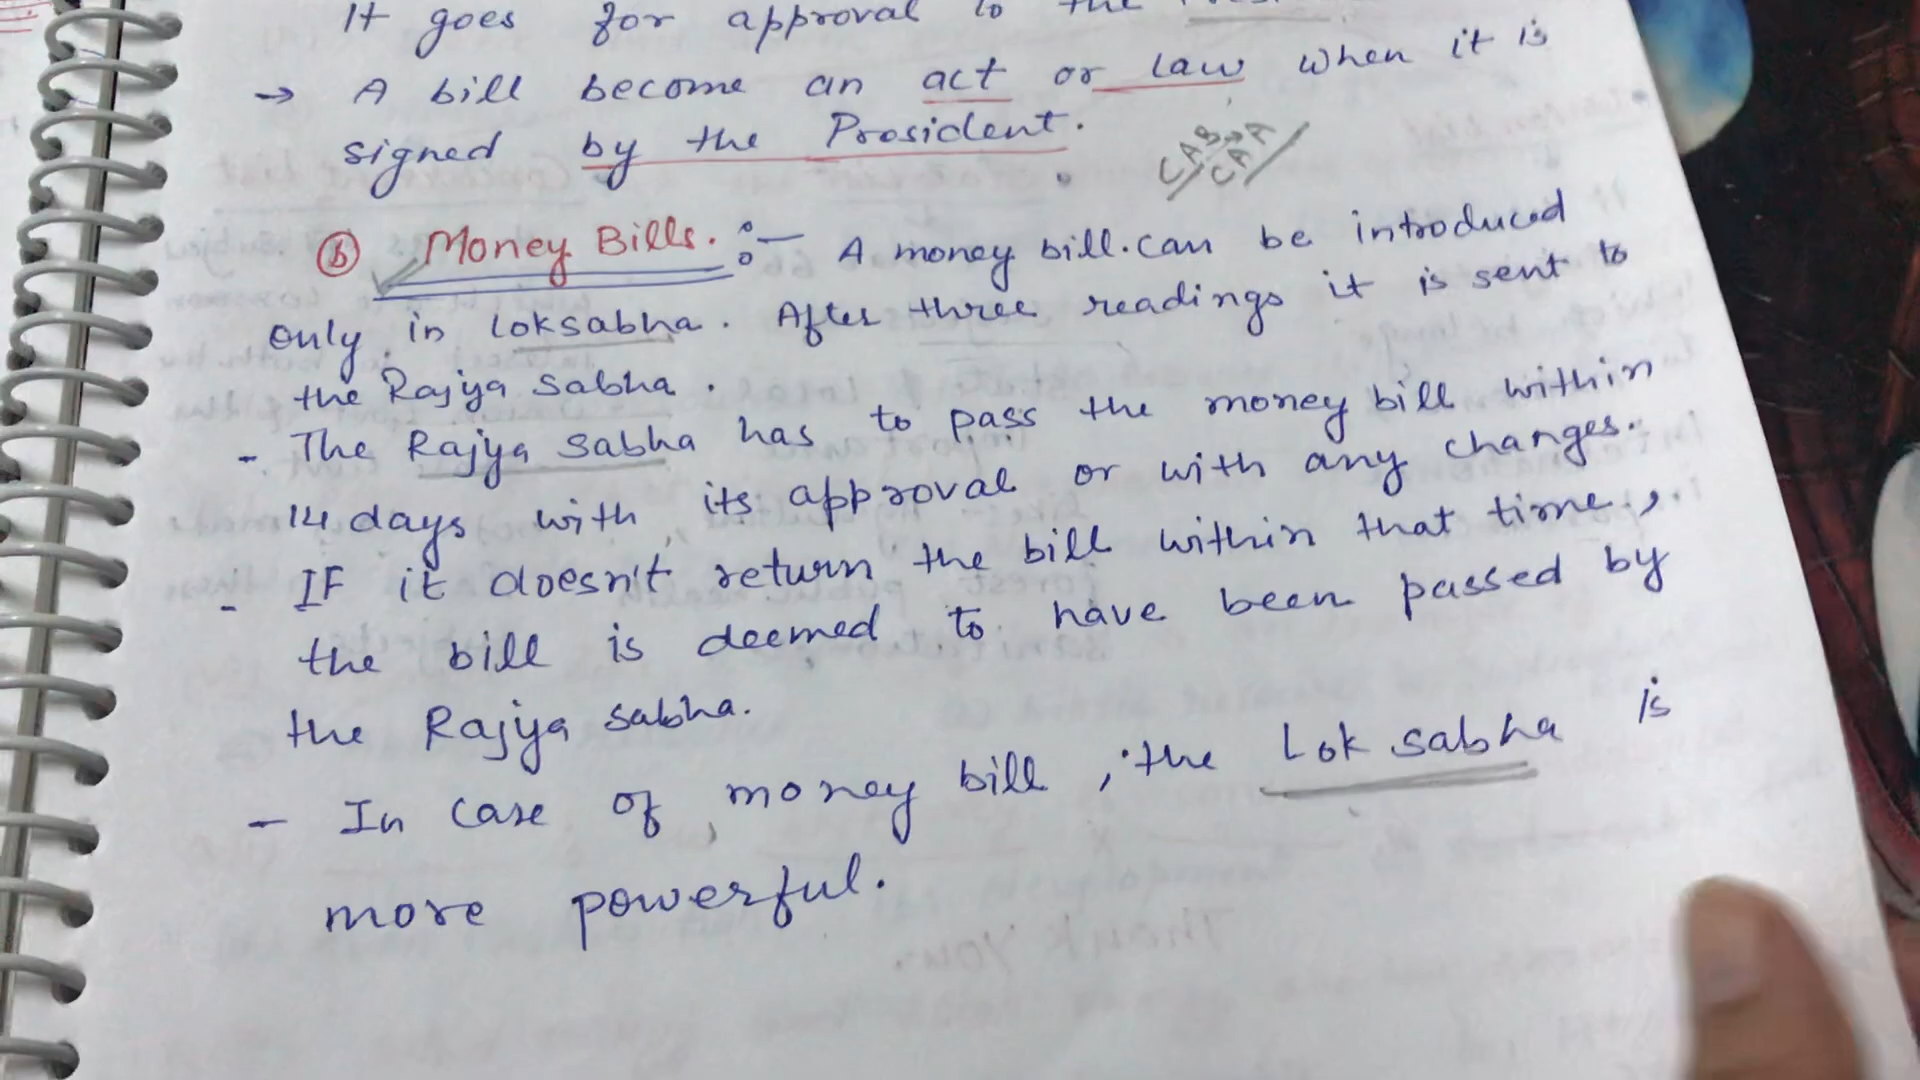 It goes for approval to the
→ A bill become an act or law when it is
signed by the President.
CAB → CAA
(b) Money Bills. :- A money bill.can be introduced
only in loksabha. After three readings it is sent to
the Rajya Sabha.
- The Rajya Sabha has to pass the money bill within
14 days with its approval or with any changes.
- IF it doesn't return the bill within that time,
the bill is deemed to have been passed by
the Rajya sabha.
- In case of money bill, the Lok sabha is
more powerful.